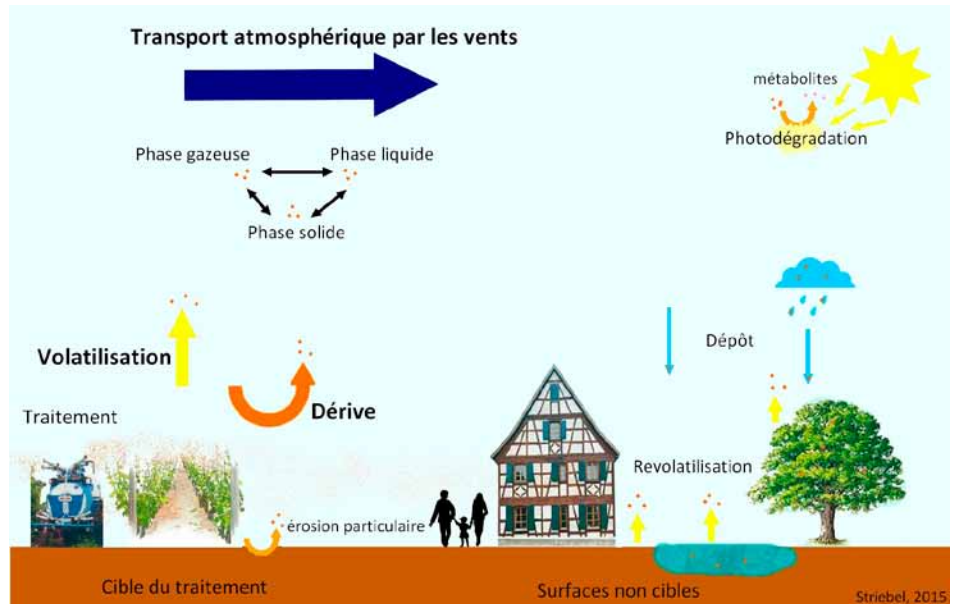 Transport atmosphérique par les vents
métabolites
Photodégradation
Phase gazeuse
Phase liquide
Phase solide
Volatilisation
Dépôt
Dérive
Traitement
Revolatilisation
érosion particulaire
Cible du traitement
Surfaces non cibles
Striebel, 2015